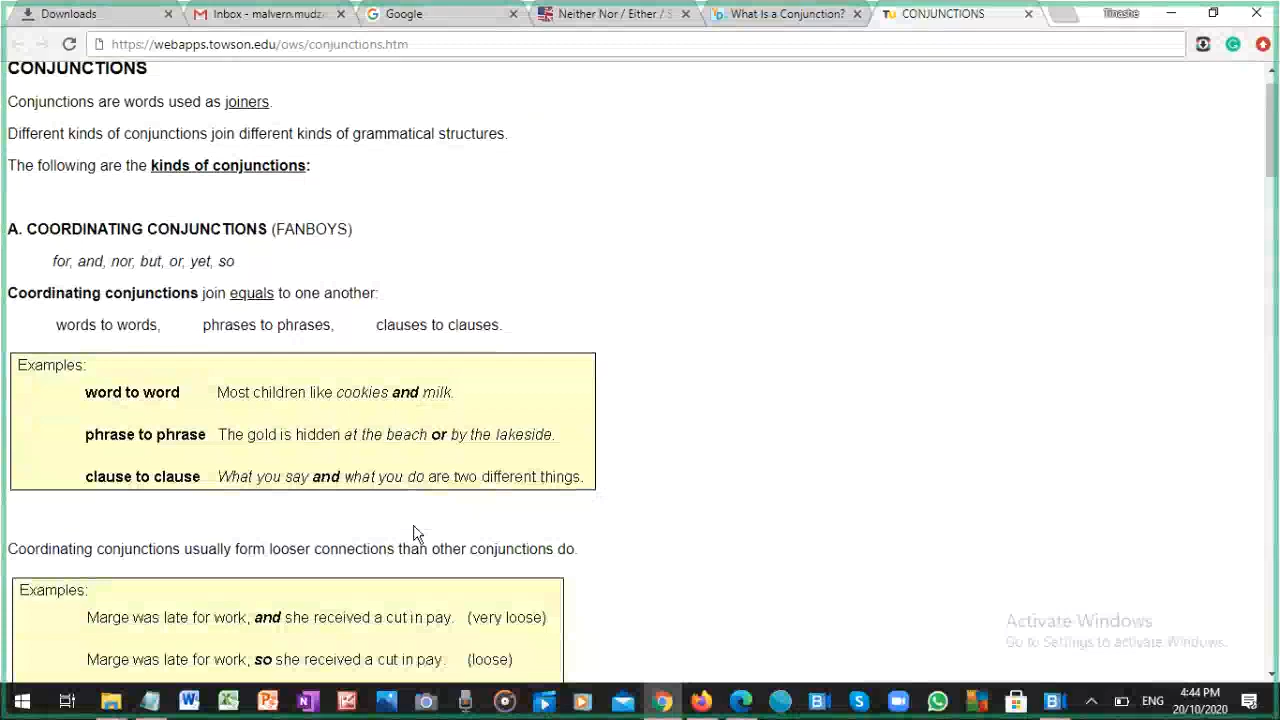 Downloads
Inbox - malvern.mudz
Google
Neither Nor / Either / S
What Is a Conjunction?
CONJUNCTIONS
Tinashe
https://webapps.towson.edu/ows/conjunctions.htm
CONJUNCTIONS
Conjunctions are words used as joiners.
Different kinds of conjunctions join different kinds of grammatical structures.
The following are the kinds of conjunctions:
A. COORDINATING CONJUNCTIONS (FANBOYS)
for, and, nor, but, or, yet, so
Coordinating conjunctions join equals to one another:
words to words, phrases to phrases, clauses to clauses.
Examples:
word to word Most children like cookies and milk.
phrase to phrase The gold is hidden at the beach or by the lakeside.
clause to clause What you say and what you do are two different things.
Coordinating conjunctions usually form looser connections than other conjunctions do.
Examples:
Marge was late for work, and she received a cut in pay. (very loose)
Marge was late for work, so she received a cut in pay. (loose)
Activate Windows
Go to Settings to activate Windows.
ENG
4:44 PM
20/10/2020